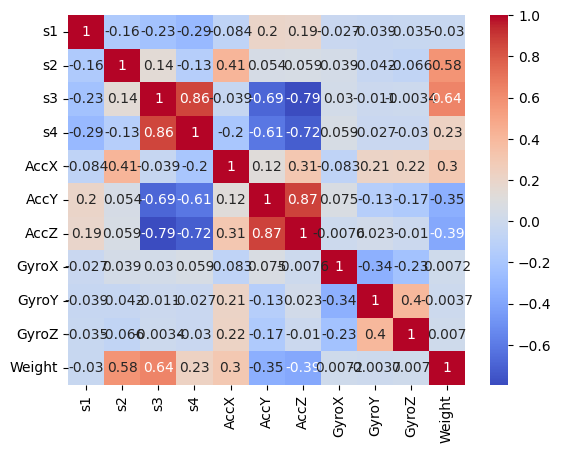 s1 1 -0.16 -0.23 -0.29 -0.084 0.2 0.19 -0.027 -0.039 -0.035 -0.03
s2 -0.16 1 0.14 -0.13 0.41 0.054 0.059 0.039 -0.042 -0.066 0.58
s3 -0.23 0.14 1 0.86 -0.039 -0.69 -0.79 0.03 -0.011 -0.0034 0.64
s4 -0.29 -0.13 0.86 1 -0.2 -0.61 -0.72 0.059 -0.027 -0.03 0.23
AccX -0.084 0.41 -0.039 -0.2 1 0.12 0.31 -0.083 0.21 0.22 0.3
AccY 0.2 0.054 -0.69 -0.61 0.12 1 0.87 0.075 -0.13 -0.17 -0.35
AccZ 0.19 0.059 -0.79 -0.72 0.31 0.87 1 -0.0076 0.023 -0.01 -0.39
GyroX -0.027 0.039 0.03 0.059 -0.083 0.075 -0.0076 1 -0.34 -0.23 0.0072
GyroY -0.039 -0.042 -0.011 -0.027 0.21 -0.13 0.023 -0.34 1 0.4 -0.0037
GyroZ -0.035 -0.066 -0.0034 -0.03 0.22 -0.17 -0.01 -0.23 0.4 1 0.007
Weight -0.03 0.58 0.64 0.23 0.3 -0.35 -0.39 0.0072 -0.0037 0.007 1
s1 s2 s3 s4 AccX AccY AccZ GyroX GyroY GyroZ Weight
1.0
0.8
0.6
0.4
0.2
0.0
−0.2
−0.4
−0.6